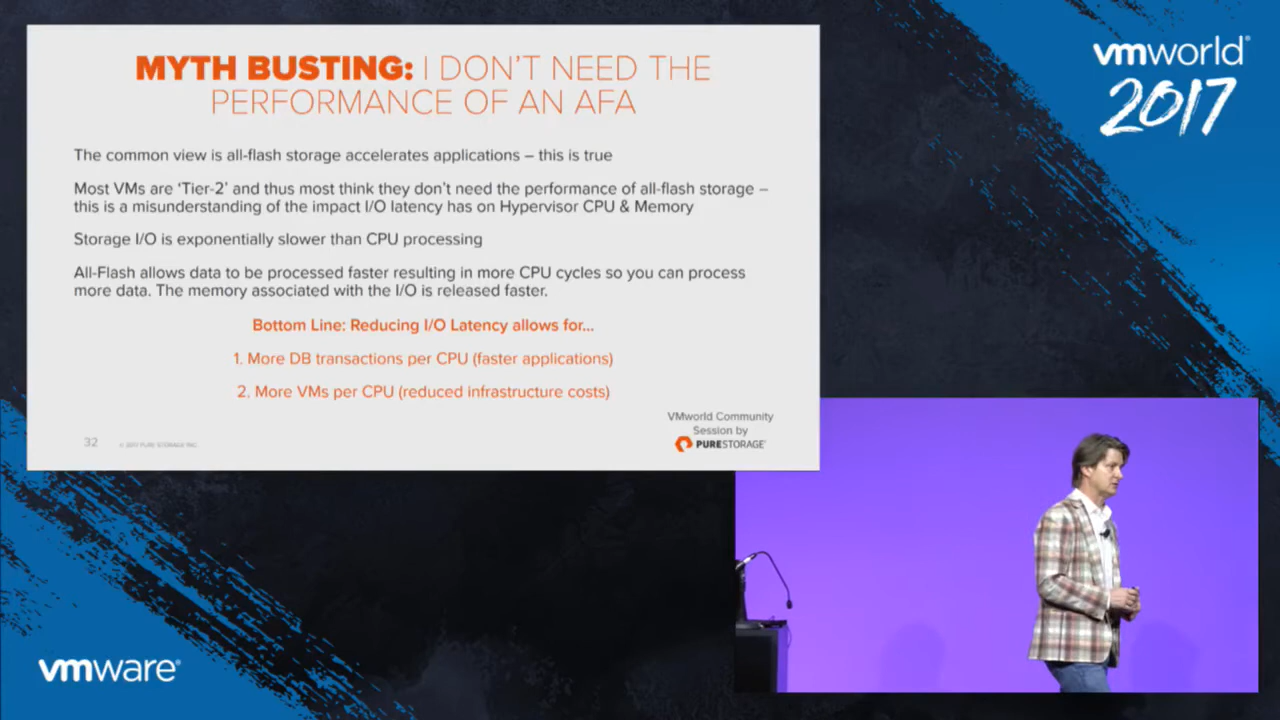 MYTH BUSTING: I DON'T NEED THE
PERFORMANCE OF AN AFA
The common view is all-flash storage accelerates applications – this is true
Most VMs are 'Tier-2' and thus most think they don't need the performance of all-flash storage –
this is a misunderstanding of the impact I/O latency has on Hypervisor CPU & Memory
Storage I/O is exponentially slower than CPU processing
All-Flash allows data to be processed faster resulting in more CPU cycles so you can process
more data. The memory associated with the I/O is released faster.
Bottom Line: Reducing I/O Latency allows for...
1. More DB transactions per CPU (faster applications)
2. More VMs per CPU (reduced infrastructure costs)
VMworld Community
Session by
PURESTORAGE®
32
© 2017 PURE STORAGE INC.
vmworld®
2017
vmware®